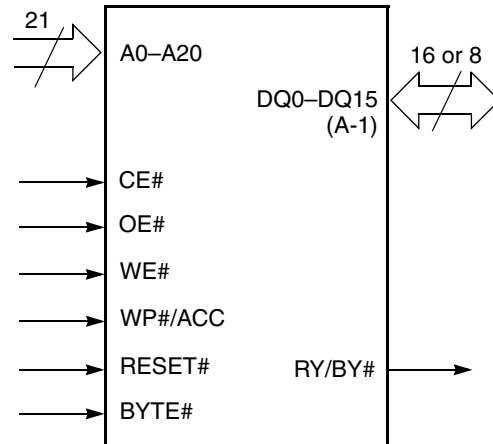 21
A0–A20
16 or 8
DQ0–DQ15
(A-1)
CE#
OE#
WE#
WP#/ACC
RESET#
RY/BY#
BYTE#